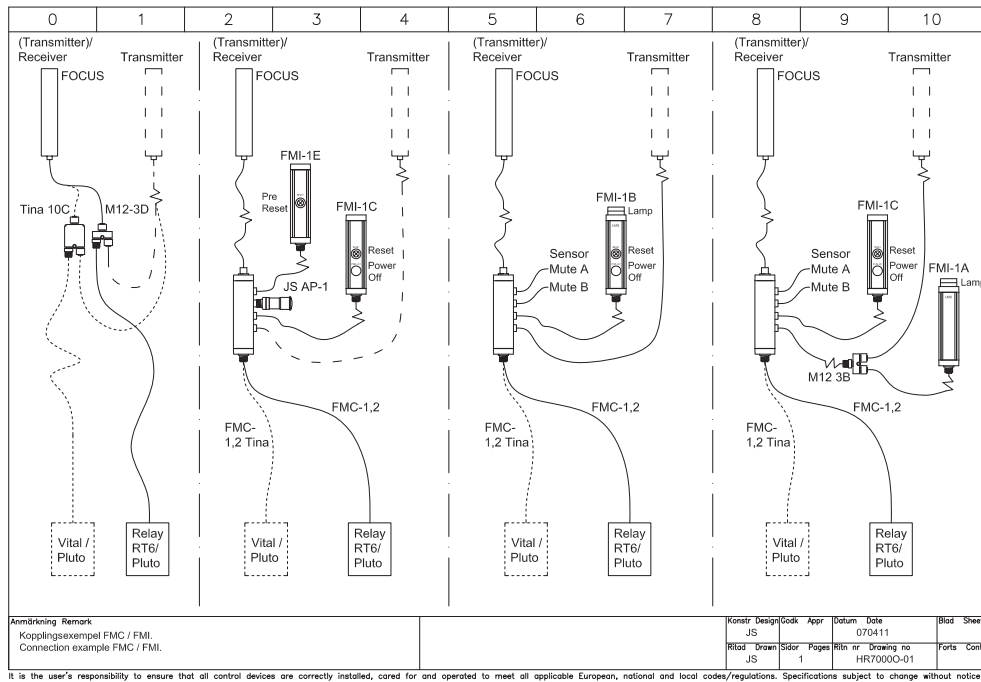 0 1 2 3 4 5 6 7 8 9 10
(Transmitter)/
Receiver
Transmitter
FOCUS
Tina 10C
M12-3D
Vital /
Pluto
Relay
RT6/
Pluto
(Transmitter)/
Receiver
Transmitter
FOCUS
FMI-1E
Pre
Reset
FMI-1C
Reset
Power
Off
JS AP-1
FMC-1,2
FMC-
1,2 Tina
Vital /
Pluto
Relay
RT6/
Pluto
(Transmitter)/
Receiver
Transmitter
FOCUS
FMI-1B
Lamp
Reset
Power
Off
Sensor
Mute A
Mute B
FMC-1,2
FMC-
1,2 Tina
Vital /
Pluto
Relay
RT6/
Pluto
(Transmitter)/
Receiver
Transmitter
FOCUS
FMI-1C
Reset
Power
Off
Sensor
Mute A
Mute B
FMI-1A
Lamp
M12 3B
FMC-1,2
FMC-
1,2 Tina
Vital /
Pluto
Relay
RT6/
Pluto
Anmärkning Remark
Kopplingsexempel FMC / FMI.
Connection example FMC / FMI.
Konstr Design Godk Appr Datum Date Blad Sheet
JS 070411
Ritad Drawn Sidor Pages Ritn nr Drawing no Forts Cont
JS 1 HR7000O-01
It is the user's responsibility to ensure that all control devices are correctly installed, cared for and operated to meet all applicable European, national and local codes/regulations. Specifications subject to change without notice